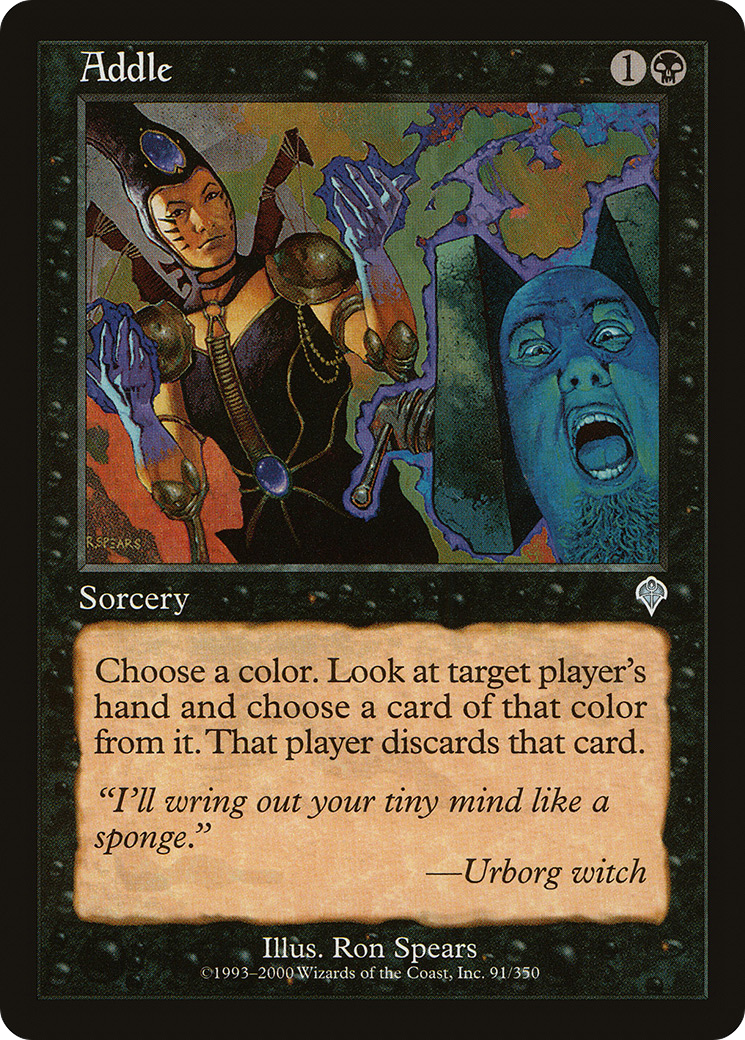 Addle
1
R.SPEARS
Sorcery
Choose a color. Look at target player's
hand and choose a card of that color
from it. That player discards that card.
“I'll wring out your tiny mind like a
sponge.”
—Urborg witch
Illus. Ron Spears
©1993–2000 Wizards of the Coast, Inc. 91/350